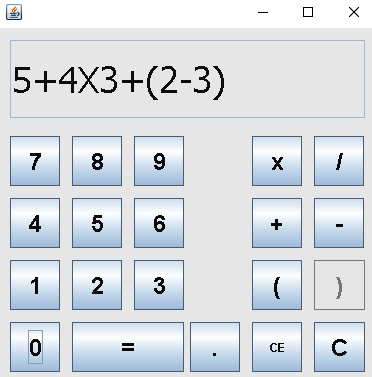 5+4X3+(2-3)
7 8 9 x /
4 5 6 + -
1 2 3 ( )
0 = . CE C